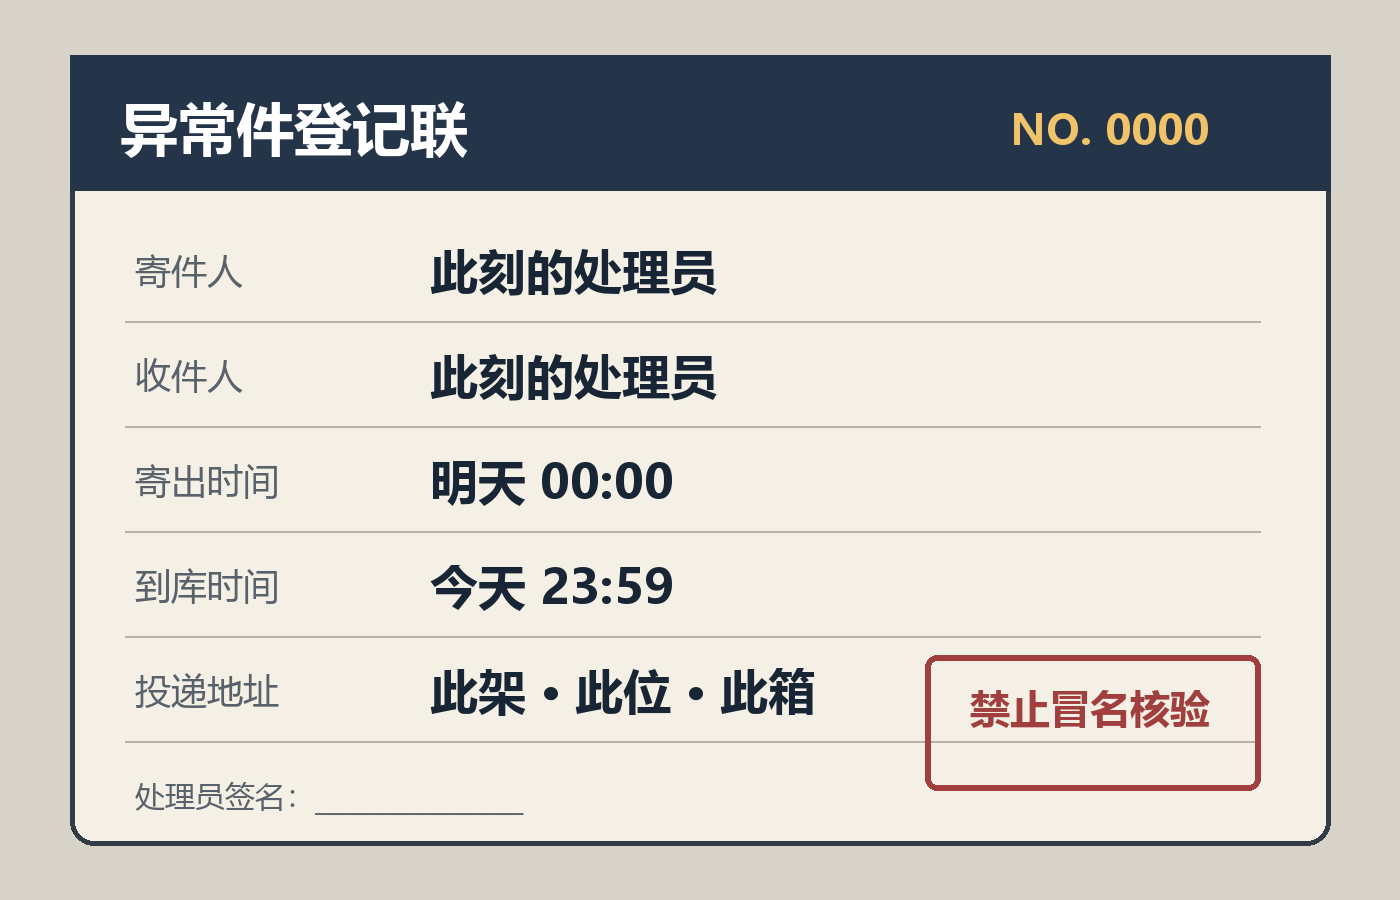 异常件登记联 NO. 0000
寄件人 此刻的处理员
收件人 此刻的处理员
寄出时间 明天 00:00
到库时间 今天 23:59
投递地址 此架・此位・此箱
禁止冒名核验
处理员签名：____________